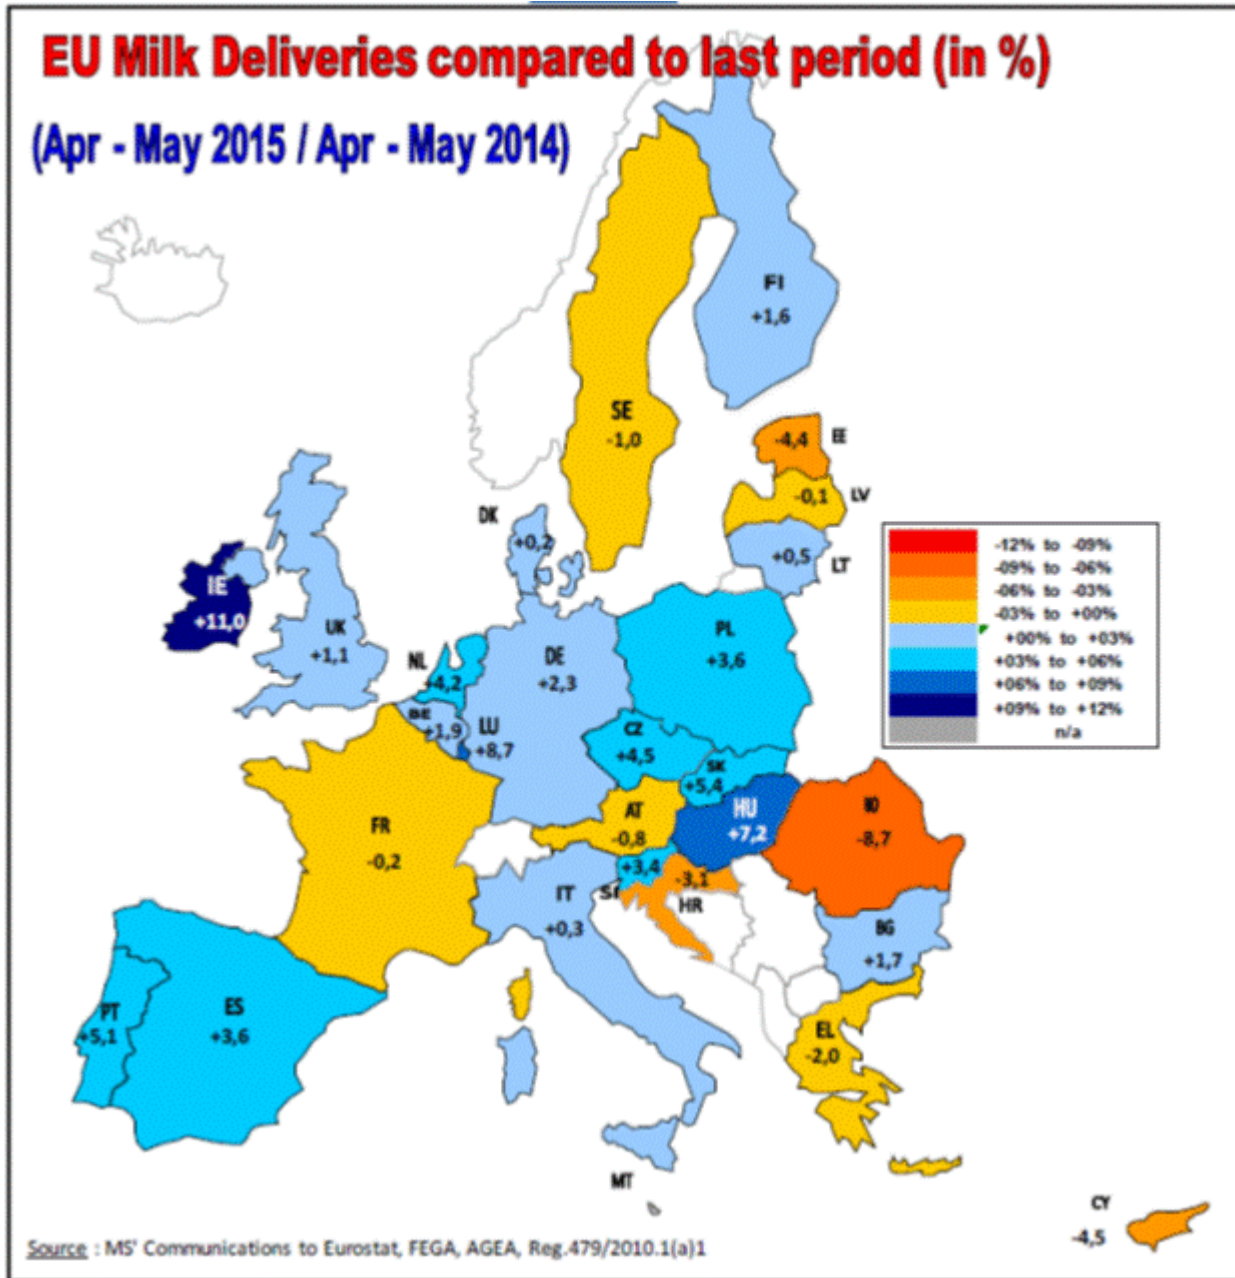 EU Milk Deliveries compared to last period (in %)
(Apr - May 2015 / Apr - May 2014)
FI
+1,6
SE
-1,0
-4,4 EE
-0,1 LV
DK
+0,2
+0,5 LT
IE
+11,0
UK
+1,1
NL
+4,2
DE
+2,3
PL
+3,6
BE
+1,9
LU
+8,7
CZ
+4,5
SK
+5,4
HU
+7,2
AT
-0,8
FR
-0,2
-8,7
+3,4
SI
-3,1
HR
IT
+0,3
BG
+1,7
PT
+5,1
ES
+3,6
EL
-2,0
MT
CY
-4,5
-12% to -09%
-09% to -06%
-06% to -03%
-03% to +00%
+00% to +03%
+03% to +06%
+06% to +09%
+09% to +12%
n/a
Source : MS' Communications to Eurostat, FEGA, AGEA, Reg.479/2010.1(a)1